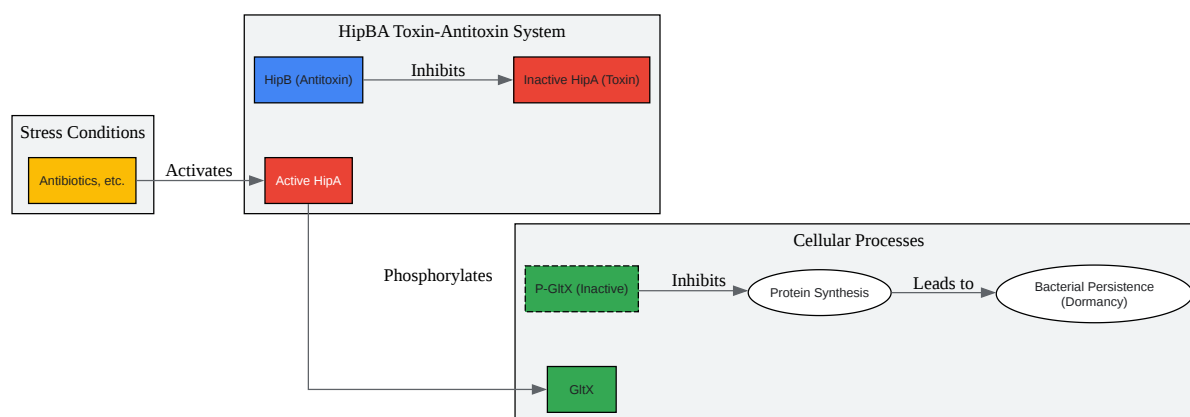 HipBA Toxin-Antitoxin System
HipB (Antitoxin)
Inhibits
Inactive HipA (Toxin)
Stress Conditions
Antibiotics, etc.
Activates
Active HipA
Cellular Processes
Phosphorylates
P-GltX (Inactive)
Inhibits
Protein Synthesis
Leads to
Bacterial Persistence
(Dormancy)
GltX